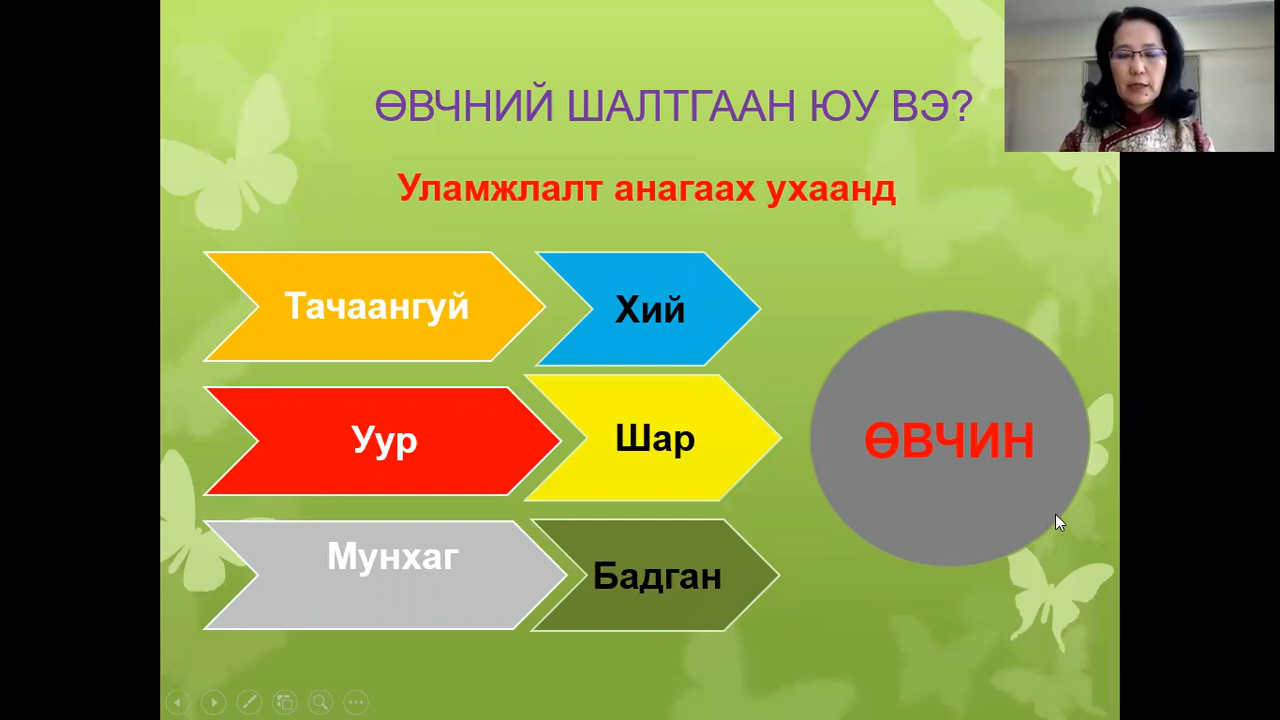 ӨВЧНИЙ ШАЛТГААН ЮУ ВЭ?
Уламжлалт анагаах ухаанд
Тачаангуй
Хий
Уур
Шар
ӨВЧИН
Мунхаг
Бадган